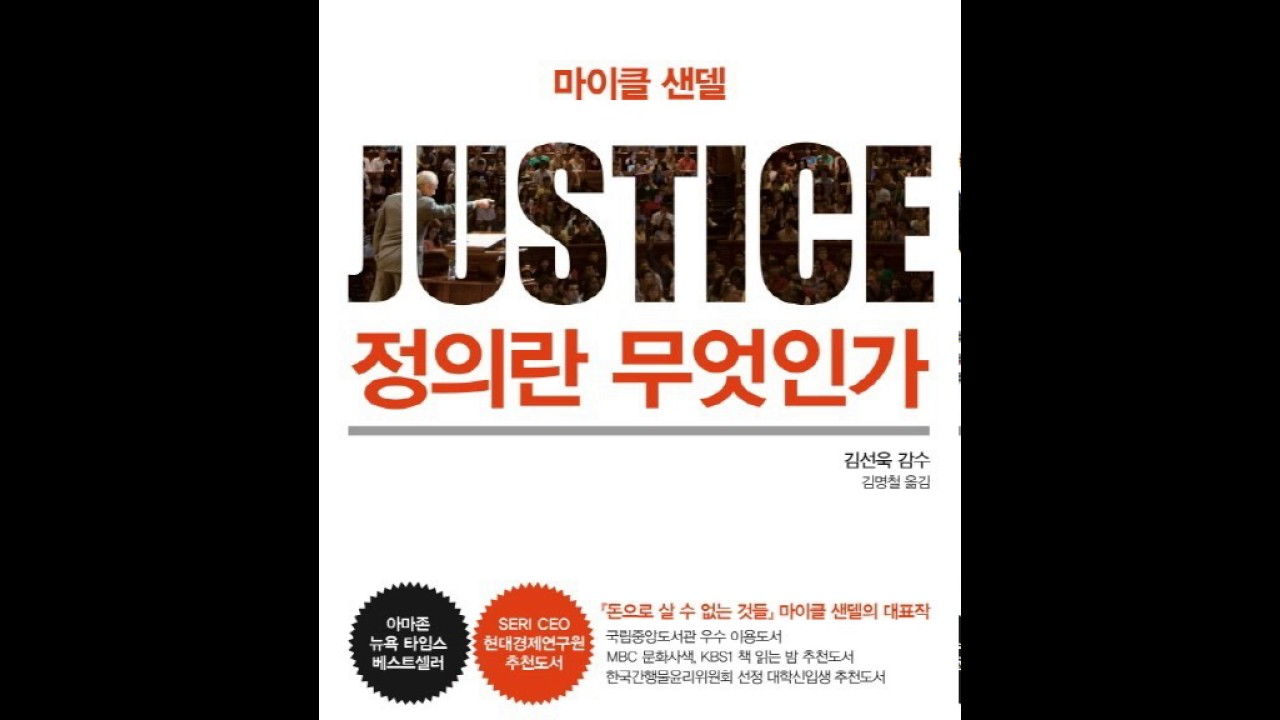 마이클 샌델
JUSTICE
정의란 무엇인가
김선욱 감수
김명철 옮김
아마존
뉴욕 타임스
베스트셀러
SERI CEO
현대경제연구원
추천도서
『돈으로 살 수 없는 것들』 마이클 샌델의 대표작
국립중앙도서관 우수 이용도서
MBC 문화사색, KBS1 책 읽는 밤 추천도서
한국간행물윤리위원회 선정 대학신입생 추천도서